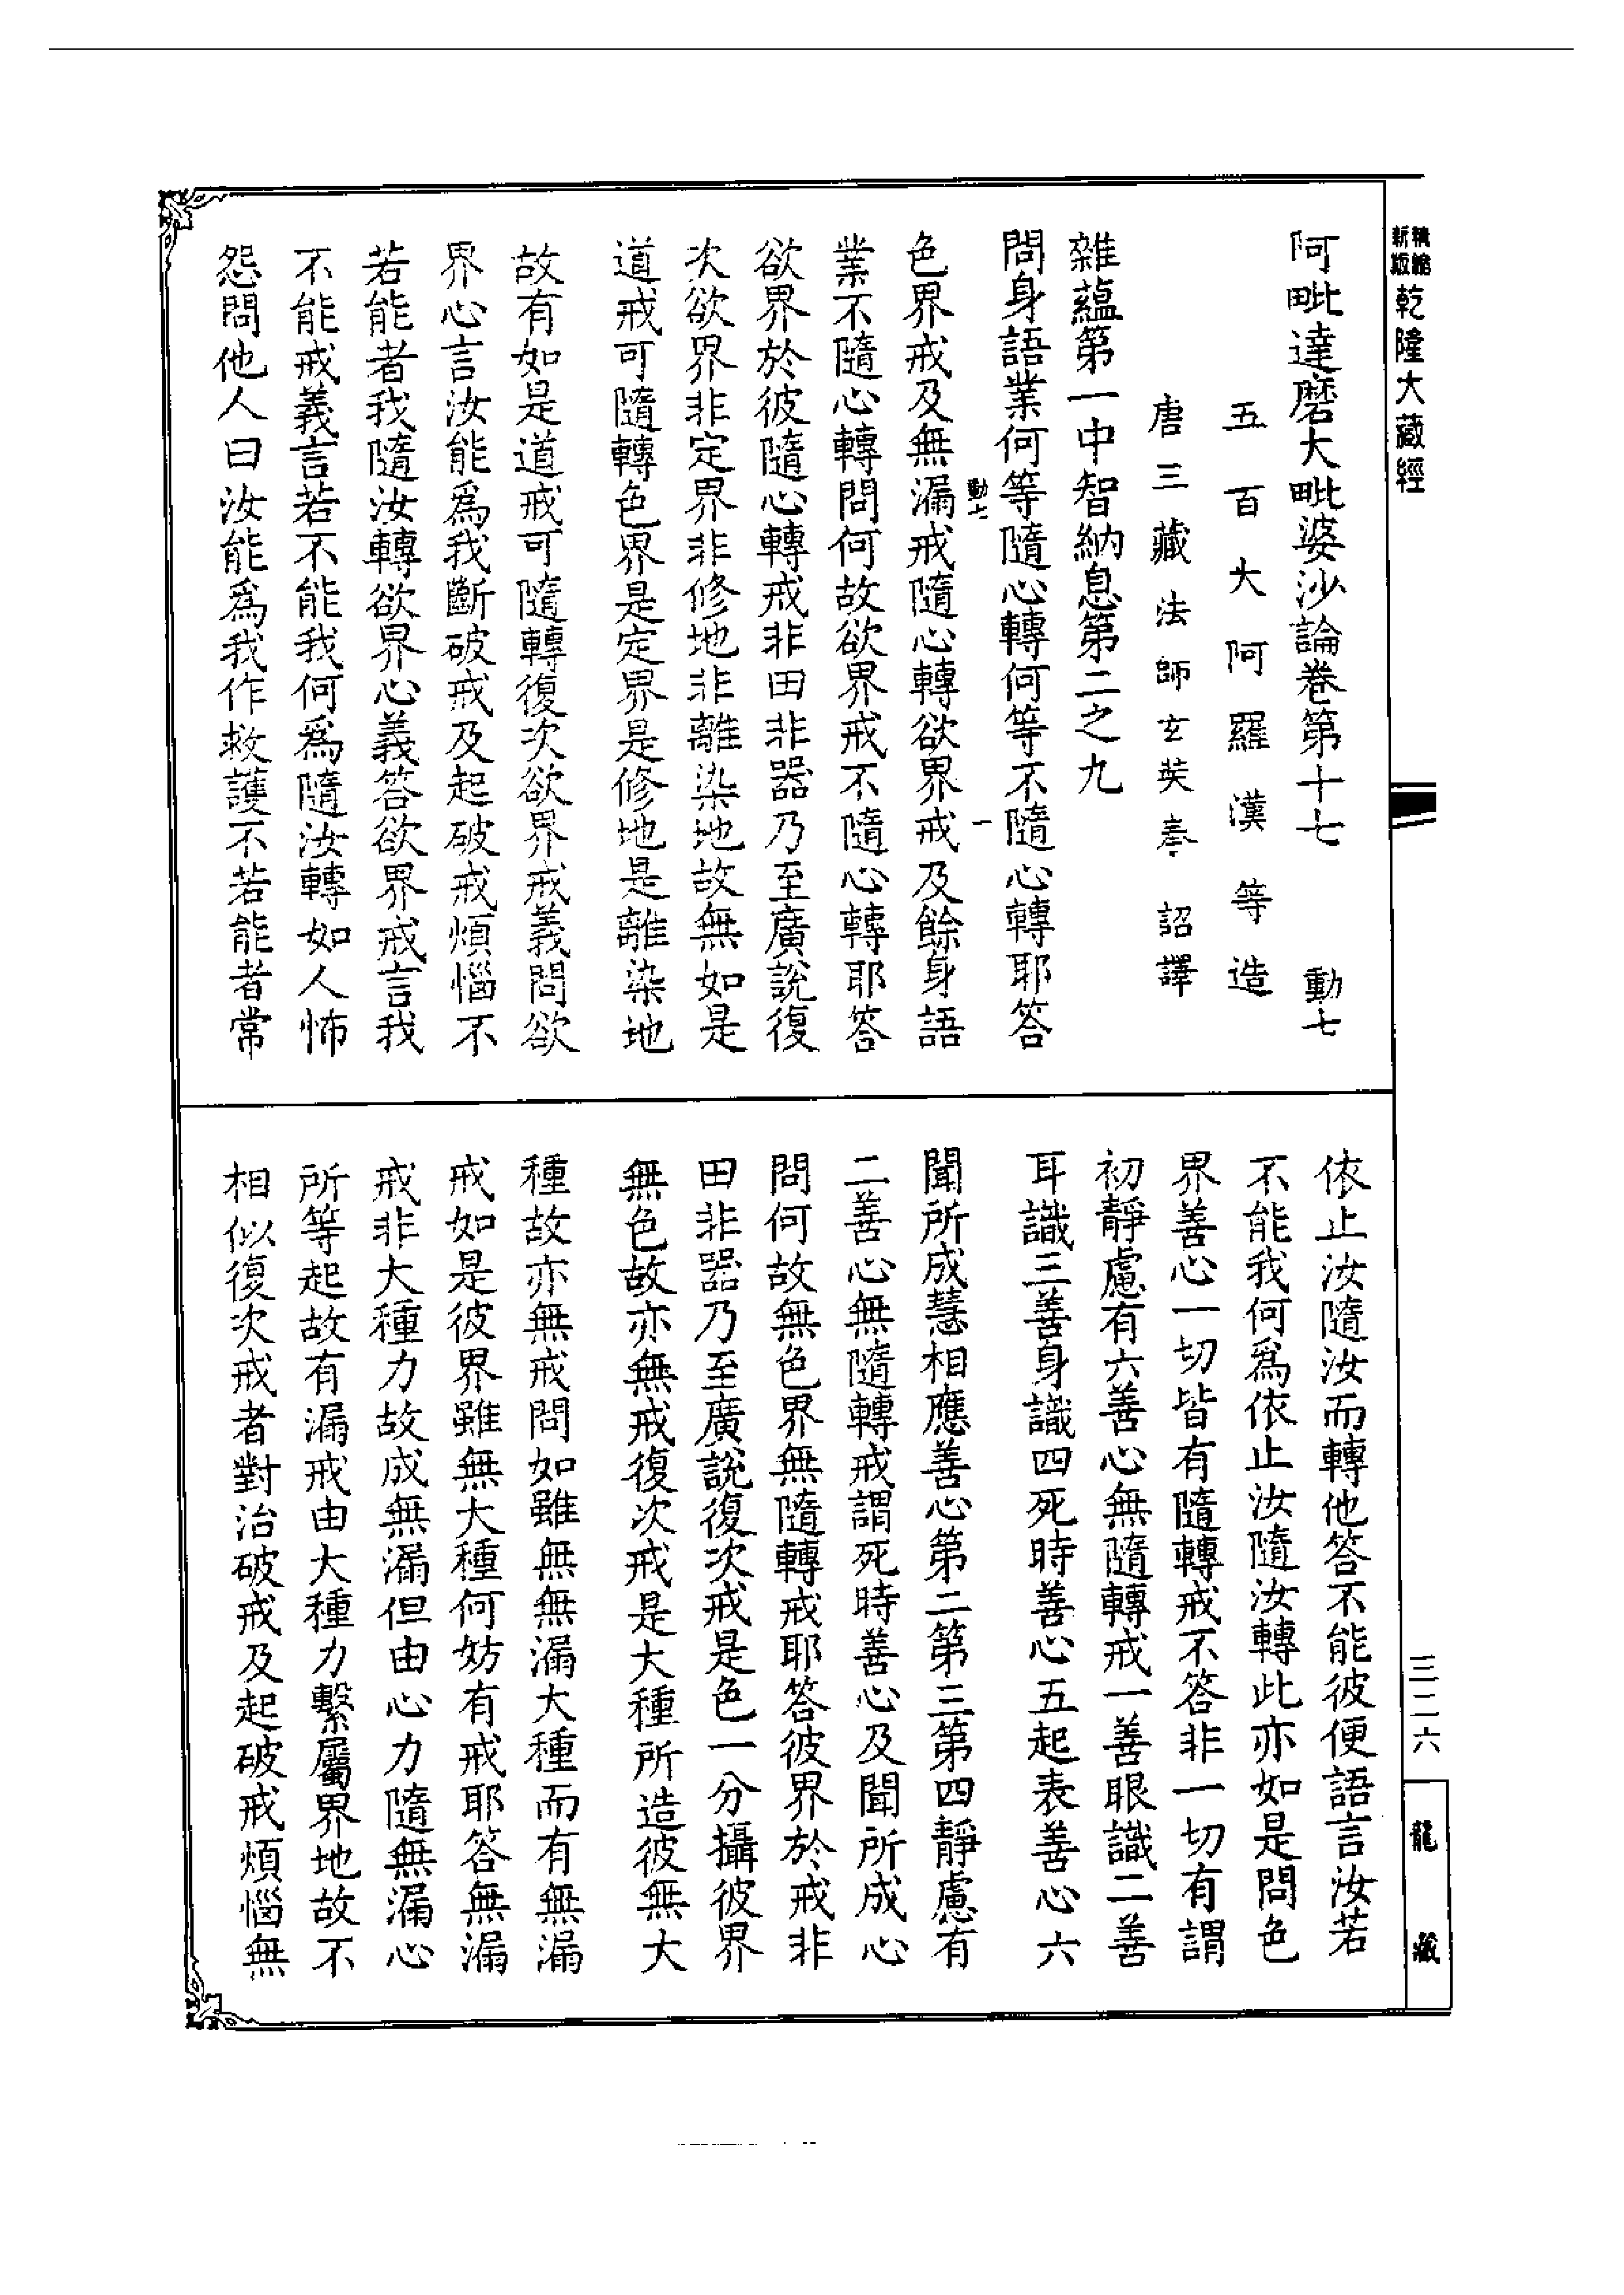 新版
精縮
乾隆大藏經
阿毗達磨大毗婆沙論卷第十七 動七
五百大阿羅漢等造
唐三藏法師玄奘奉詔譯
雜蘊第一中智納息第二之九
問身語業何等隨心轉何等不隨心轉耶答
動七 一
色界戒及無漏戒隨心轉欲界戒及餘身語
業不隨心轉問何故欲界戒不隨心轉耶答
欲界於彼隨心轉戒非田非器乃至廣說復
次欲界非定界非修地非離染地故無如是
道戒可隨轉色界是定界是修地是離染地
故有如是道戒可隨轉復次欲界戒義問欲
界心言汝能爲我斷破戒及起破戒煩惱不
若能者我隨汝轉欲界心義答欲界戒言我
不能戒義言若不能我何爲隨汝轉如人怖
怨問他人曰汝能爲我作救護不若能者常
依止汝隨汝而轉他答不能彼便語言汝若
不能我何爲依止汝隨汝轉此亦如是問色
界善心一切皆有隨轉戒不答非一切有謂
初靜慮有六善心無隨轉戒一善眼識二善
耳識三善身識四死時善心五起表善心六
聞所成慧相應善心第二第三第四靜慮有
二善心無隨轉戒謂死時善心及聞所成心
問何故無色界無隨轉戒耶答彼界於戒非
田非器乃至廣說復次戒是色一分攝彼界
無色故亦無戒復次戒是大種所造彼無大
種故亦無戒問如雖無無漏大種而有無漏
戒如是彼界雖無大種何妨有戒耶答無漏
戒非大種力故成無漏但由心力隨無漏心
所等起故有漏戒由大種力繫屬界地故不
相似復次戒者對治破戒及起破戒煩惱無
三二六
龍藏